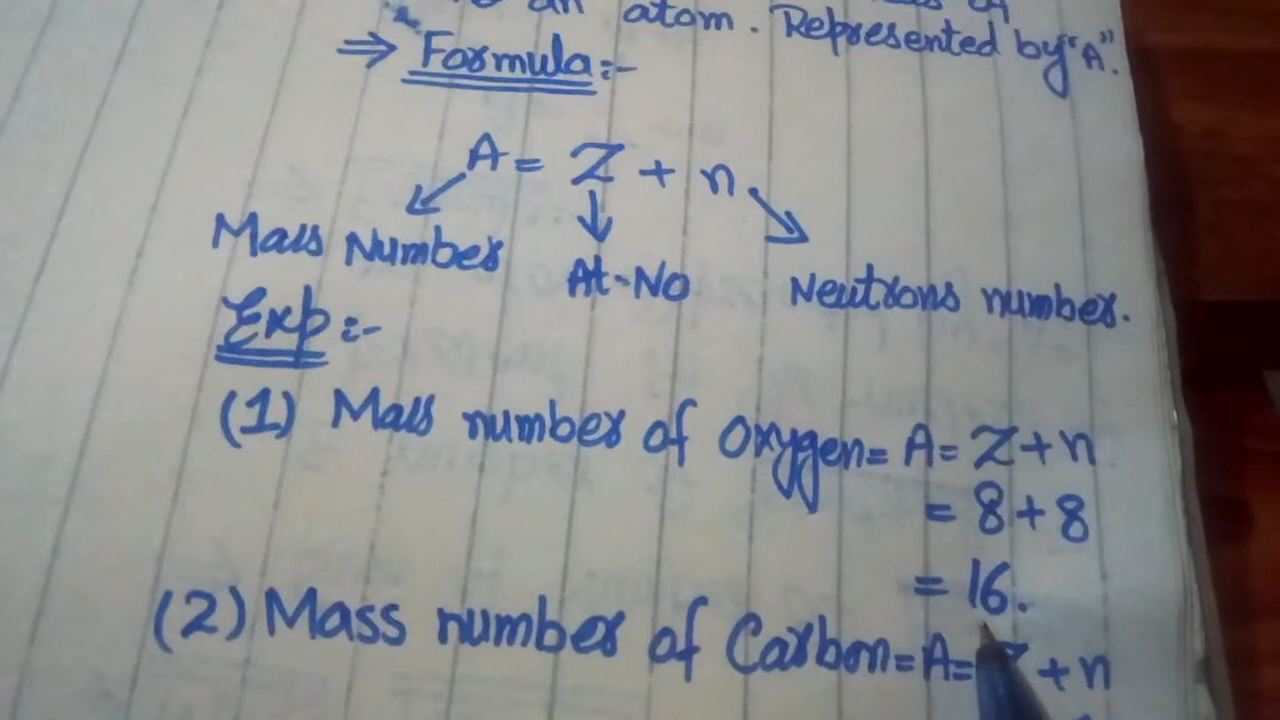 an atom. Represented by "A".
⇒ Formula:-
A = Z + n
Mass Number At-No Neutrons number.
Exp:-
(1) Mass number of Oxygen = A = Z + n
= 8 + 8
= 16.
(2) Mass number of Carbon = A = Z + n